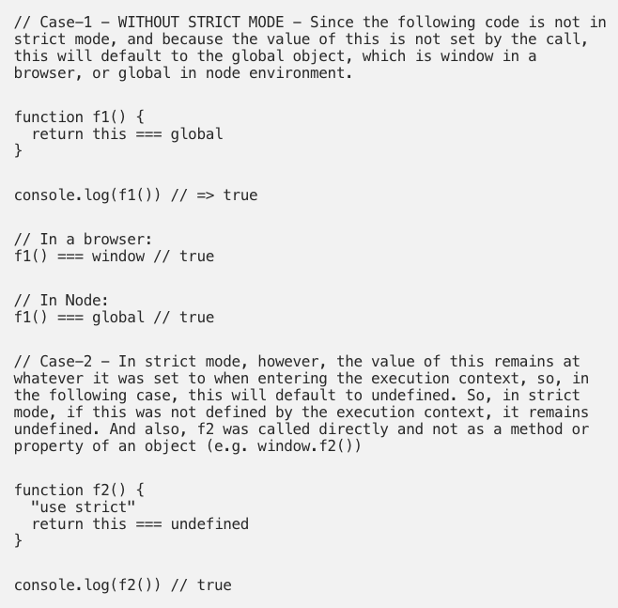 // Case-1 - WITHOUT STRICT MODE - Since the following code is not in
strict mode, and because the value of this is not set by the call,
this will default to the global object, which is window in a
browser, or global in node environment.
function f1() {
  return this === global
}
console.log(f1()) // => true
// In a browser:
f1() === window // true
// In Node:
f1() === global // true
// Case-2 - In strict mode, however, the value of this remains at
whatever it was set to when entering the execution context, so, in
the following case, this will default to undefined. So, in strict
mode, if this was not defined by the execution context, it remains
undefined. And also, f2 was called directly and not as a method or
property of an object (e.g. window.f2())
function f2() {
  "use strict"
  return this === undefined
}
console.log(f2()) // true